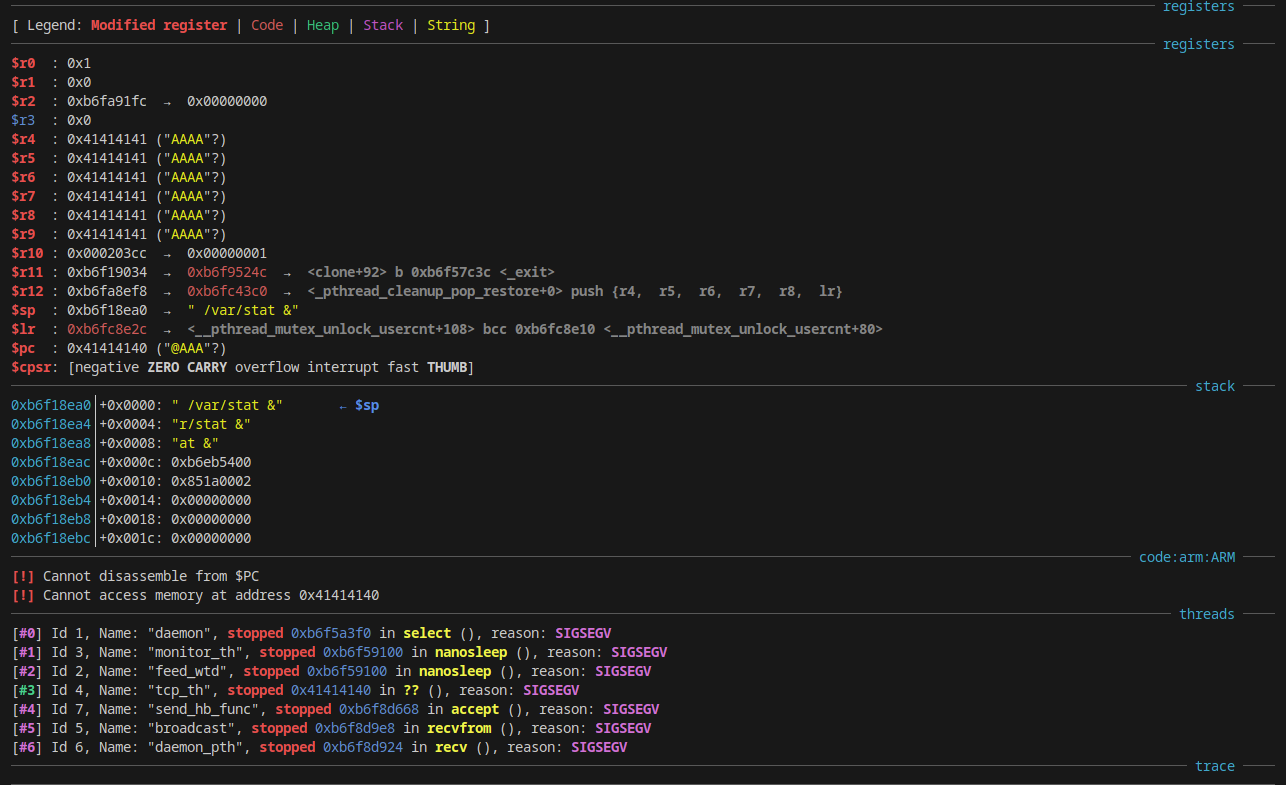 registers
[ Legend: Modified register | Code | Heap | Stack | String ]
registers
$r0 : 0x1
$r1 : 0x0
$r2 : 0xb6fa91fc → 0x00000000
$r3 : 0x0
$r4 : 0x41414141 ("AAAA"?)
$r5 : 0x41414141 ("AAAA"?)
$r6 : 0x41414141 ("AAAA"?)
$r7 : 0x41414141 ("AAAA"?)
$r8 : 0x41414141 ("AAAA"?)
$r9 : 0x41414141 ("AAAA"?)
$r10 : 0x000203cc → 0x00000001
$r11 : 0xb6f19034 → 0xb6f9524c → <clone+92> b 0xb6f57c3c <_exit>
$r12 : 0xb6fa8ef8 → 0xb6fc43c0 → <_pthread_cleanup_pop_restore+0> push {r4, r5, r6, r7, r8, lr}
$sp : 0xb6f18ea0 → " /var/stat &"
$lr : 0xb6fc8e2c → <__pthread_mutex_unlock_usercnt+108> bcc 0xb6fc8e10 <__pthread_mutex_unlock_usercnt+80>
$pc : 0x41414140 ("@AAA"?)
$cpsr: [negative ZERO CARRY overflow interrupt fast THUMB]
stack
0xb6f18ea0│+0x0000: " /var/stat &" ← $sp
0xb6f18ea4│+0x0004: "r/stat &"
0xb6f18ea8│+0x0008: "at &"
0xb6f18eac│+0x000c: 0xb6eb5400
0xb6f18eb0│+0x0010: 0x851a0002
0xb6f18eb4│+0x0014: 0x00000000
0xb6f18eb8│+0x0018: 0x00000000
0xb6f18ebc│+0x001c: 0x00000000
code:arm:ARM
[!] Cannot disassemble from $PC
[!] Cannot access memory at address 0x41414140
threads
[#0] Id 1, Name: "daemon", stopped 0xb6f5a3f0 in select (), reason: SIGSEGV
[#1] Id 3, Name: "monitor_th", stopped 0xb6f59100 in nanosleep (), reason: SIGSEGV
[#2] Id 2, Name: "feed_wtd", stopped 0xb6f59100 in nanosleep (), reason: SIGSEGV
[#3] Id 4, Name: "tcp_th", stopped 0x41414140 in ?? (), reason: SIGSEGV
[#4] Id 7, Name: "send_hb_func", stopped 0xb6f8d668 in accept (), reason: SIGSEGV
[#5] Id 5, Name: "broadcast", stopped 0xb6f8d9e8 in recvfrom (), reason: SIGSEGV
[#6] Id 6, Name: "daemon_pth", stopped 0xb6f8d924 in recv (), reason: SIGSEGV
trace